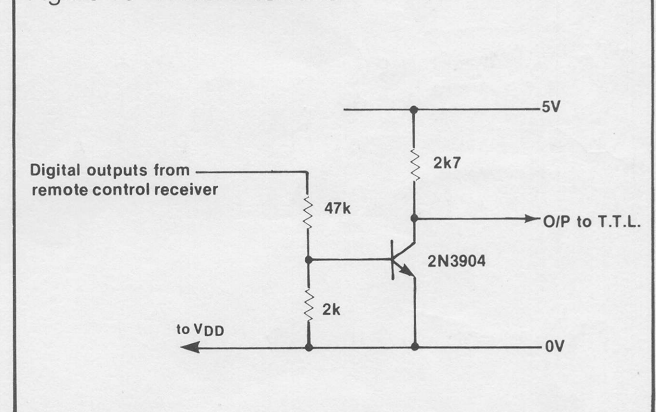 5V
2k7
Digital outputs from
remote control receiver
47k
O/P to T.T.L.
2N3904
2k
to VDD
0V